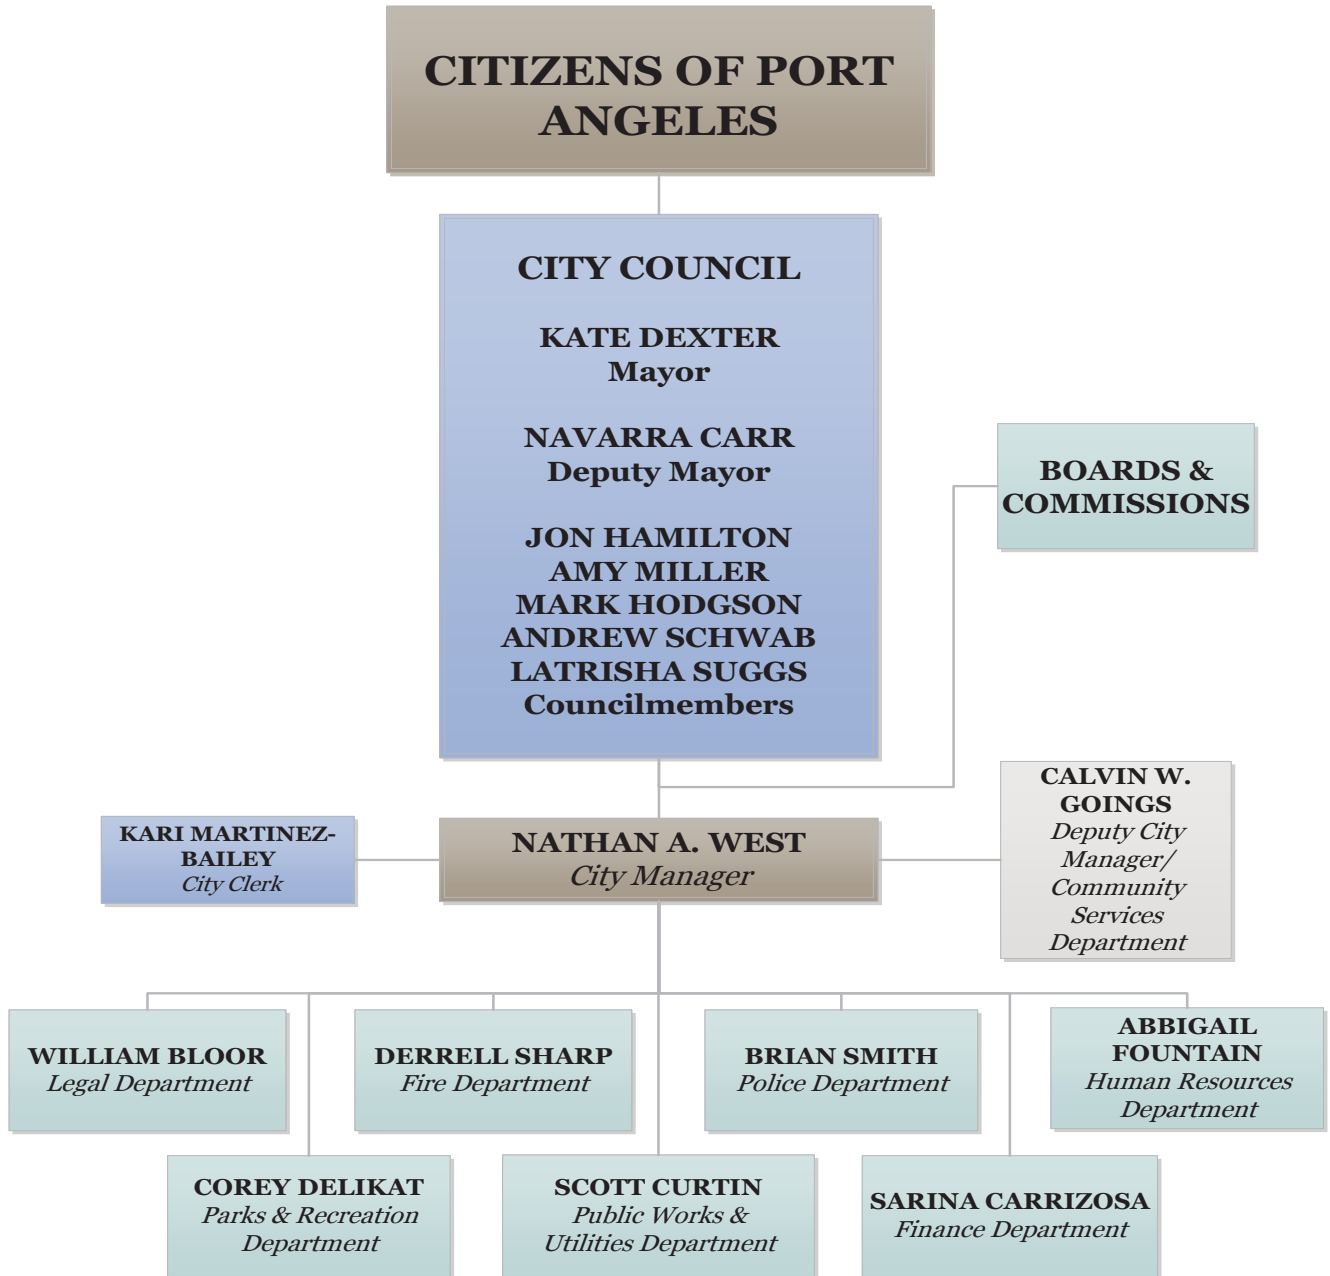 CITIZENS OF PORT
ANGELES
CITY COUNCIL
KATE DEXTER
Mayor
NAVARRA CARR
Deputy Mayor
JON HAMILTON
AMY MILLER
MARK HODGSON
ANDREW SCHWAB
LATRISHA SUGGS
Councilmembers
BOARDS &
COMMISSIONS
KARI MARTINEZ-
BAILEY
City Clerk
NATHAN A. WEST
City Manager
CALVIN W.
GOINGS
Deputy City
Manager/
Community
Services
Department
WILLIAM BLOOR
Legal Department
DERRELL SHARP
Fire Department
BRIAN SMITH
Police Department
ABBIGAIL
FOUNTAIN
Human Resources
Department
COREY DELIKAT
Parks & Recreation
Department
SCOTT CURTIN
Public Works &
Utilities Department
SARINA CARRIZOSA
Finance Department